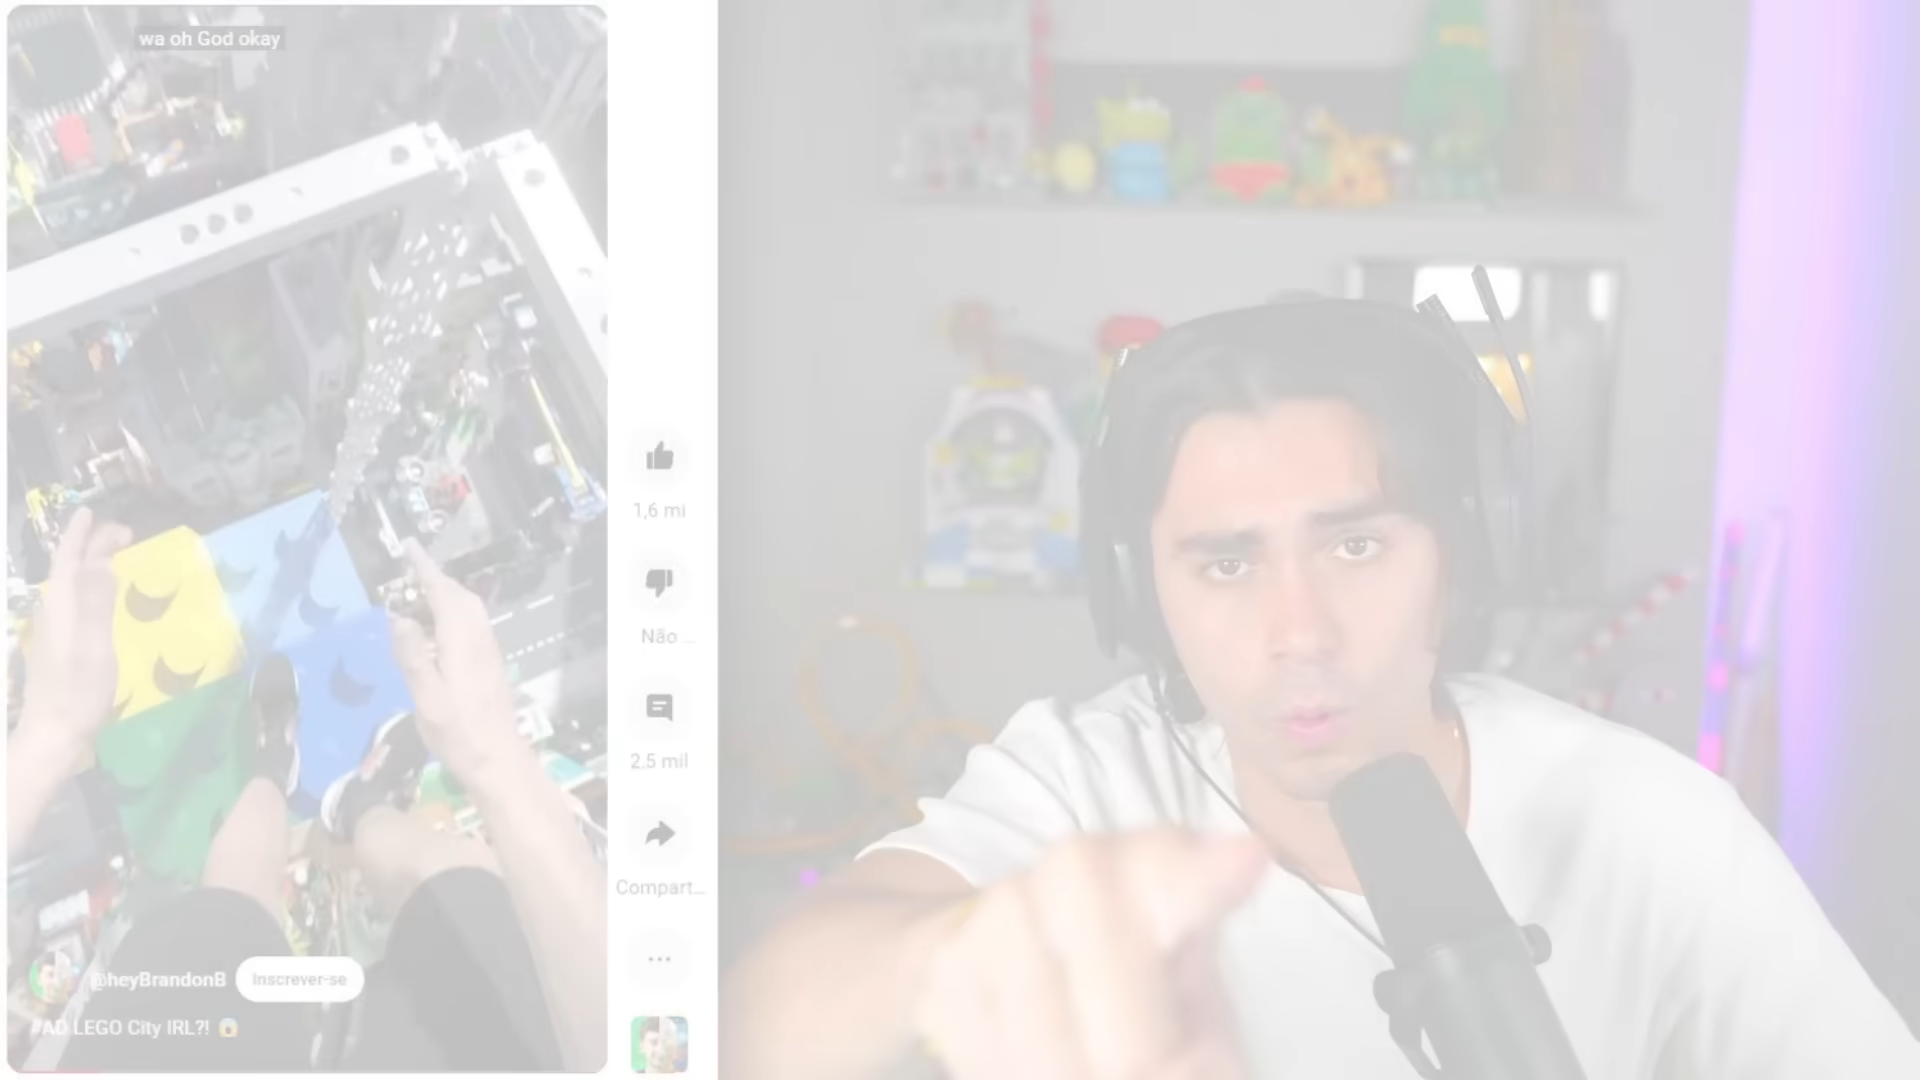 wa oh God okay
1,6 mi
Não ...
2.5 mil
Compart...
@heyBrandonB
Inscrever-se
#AD LEGO City IRL?! 😱